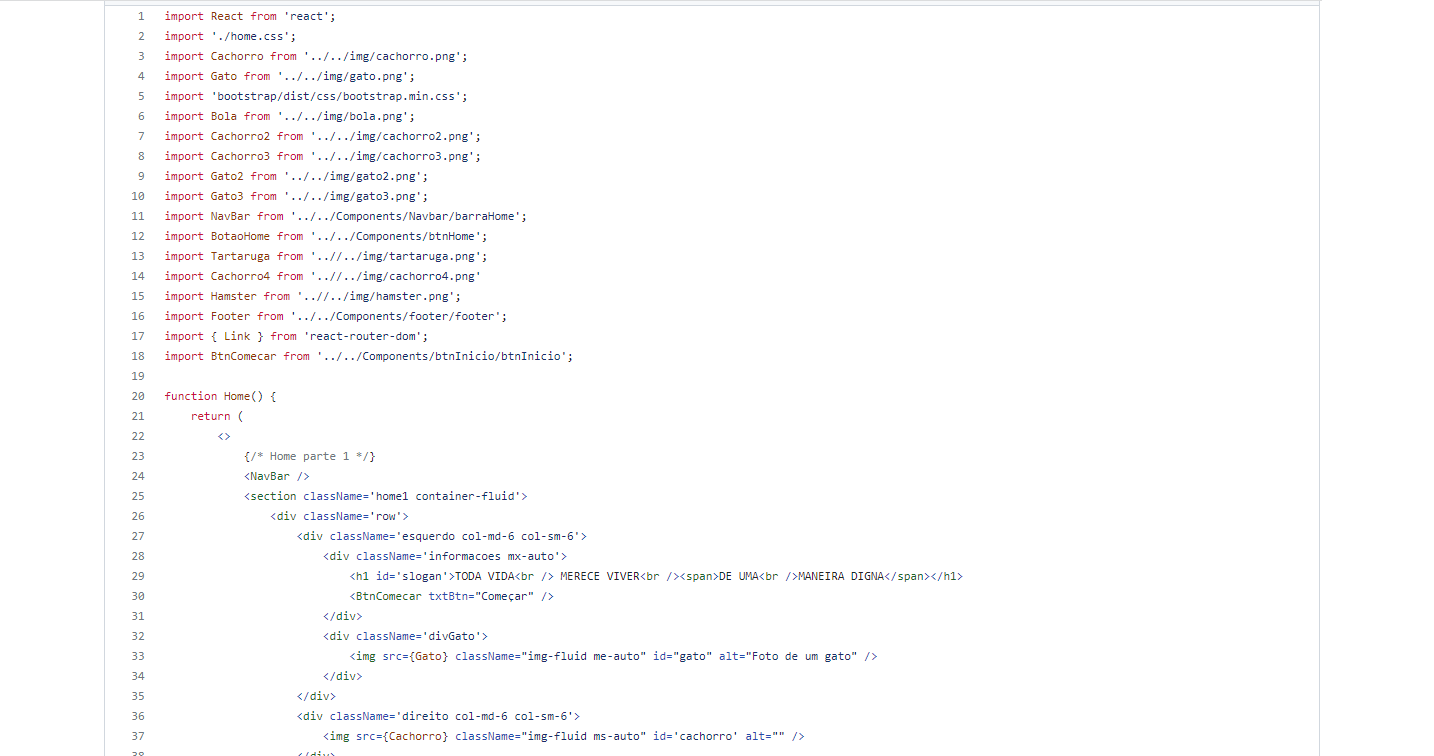 1 import React from 'react';
2 import './home.css';
3 import Cachorro from '../../img/cachorro.png';
4 import Gato from '../../img/gato.png';
5 import 'bootstrap/dist/css/bootstrap.min.css';
6 import Bola from '../../img/bola.png';
7 import Cachorro2 from '../../img/cachorro2.png';
8 import Cachorro3 from '../../img/cachorro3.png';
9 import Gato2 from '../../img/gato2.png';
10 import Gato3 from '../../img/gato3.png';
11 import NavBar from '../../Components/Navbar/barraHome';
12 import BotaoHome from '../../Components/btnHome';
13 import Tartaruga from '..//../img/tartaruga.png';
14 import Cachorro4 from '..//../img/cachorro4.png'
15 import Hamster from '..//../img/hamster.png';
16 import Footer from '../../Components/footer/footer';
17 import { Link } from 'react-router-dom';
18 import BtnComecar from '../../Components/btnInicio/btnInicio';
19
20 function Home() {
21 return (
22 <>
23 {/* Home parte 1 */}
24 <NavBar />
25 <section className='home1 container-fluid'>
26 <div className='row'>
27 <div className='esquerdo col-md-6 col-sm-6'>
28 <div className='informacoes mx-auto'>
29 <h1 id='slogan'>TODA VIDA<br /> MERECE VIVER<br /><span>DE UMA<br />MANEIRA DIGNA</span></h1>
30 <BtnComecar txtBtn="Começar" />
31 </div>
32 <div className='divGato'>
33 <img src={Gato} className="img-fluid me-auto" id="gato" alt="Foto de um gato" />
34 </div>
35 </div>
36 <div className='direito col-md-6 col-sm-6'>
37 <img src={Cachorro} className="img-fluid ms-auto" id='cachorro' alt="" />
38 </div>